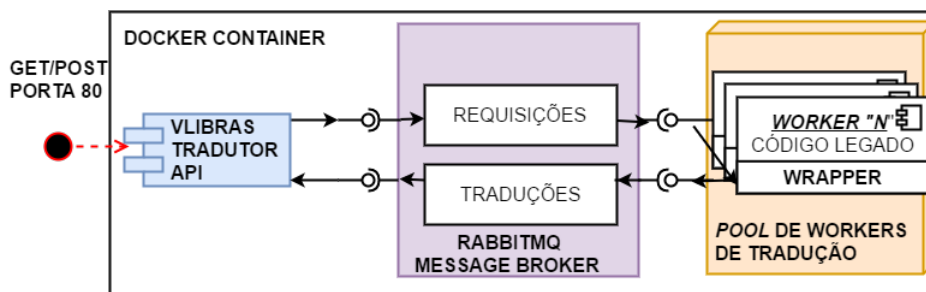 DOCKER CONTAINER
GET/POST
PORTA 80
VLIBRAS
TRADUTOR
API
REQUISIÇÕES
TRADUÇÕES
RABBITMQ
MESSAGE BROKER
WORKER "N"
CÓDIGO LEGADO
WRAPPER
POOL DE WORKERS
DE TRADUÇÃO